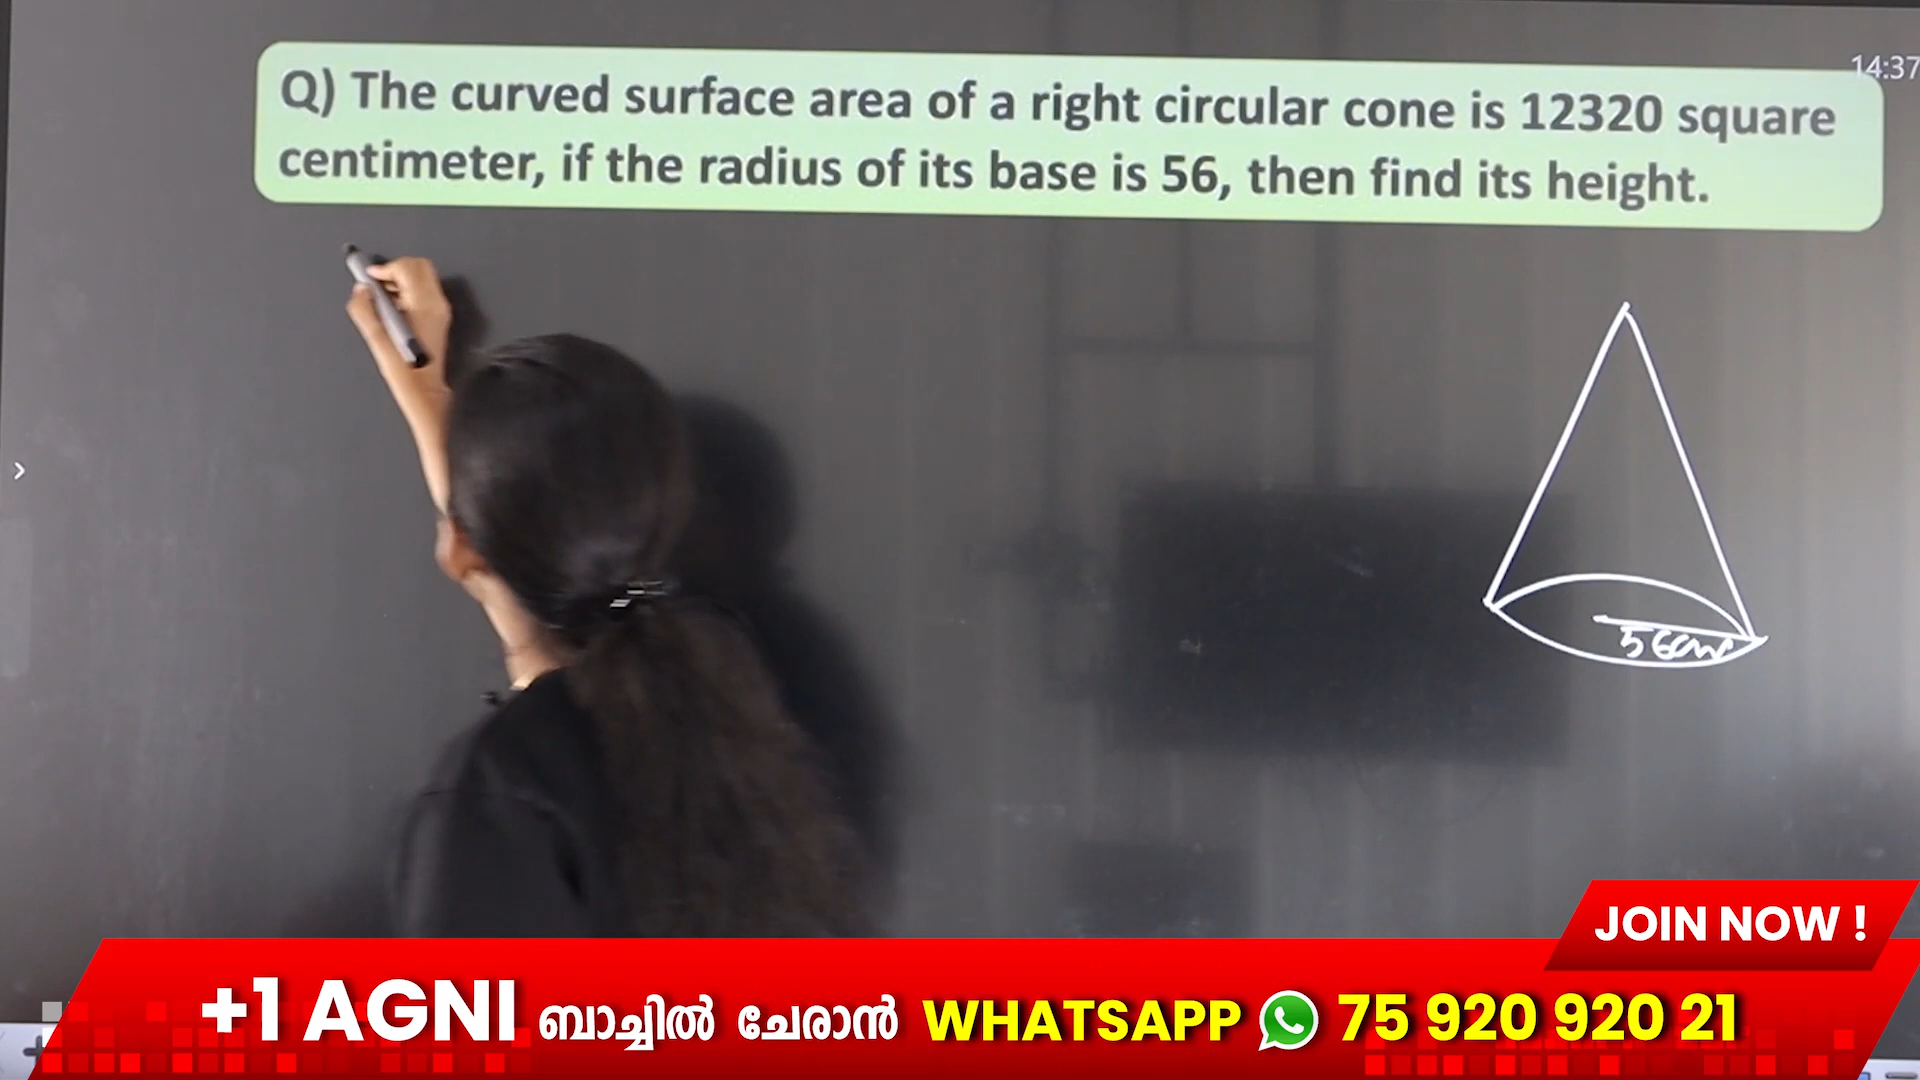 14:37
Q) The curved surface area of a right circular cone is 12320 square
centimeter, if the radius of its base is 56, then find its height.
56cm
JOIN NOW !
+1 AGNI ബാച്ചിൽ ചേരാൻ WHATSAPP 75 920 920 21